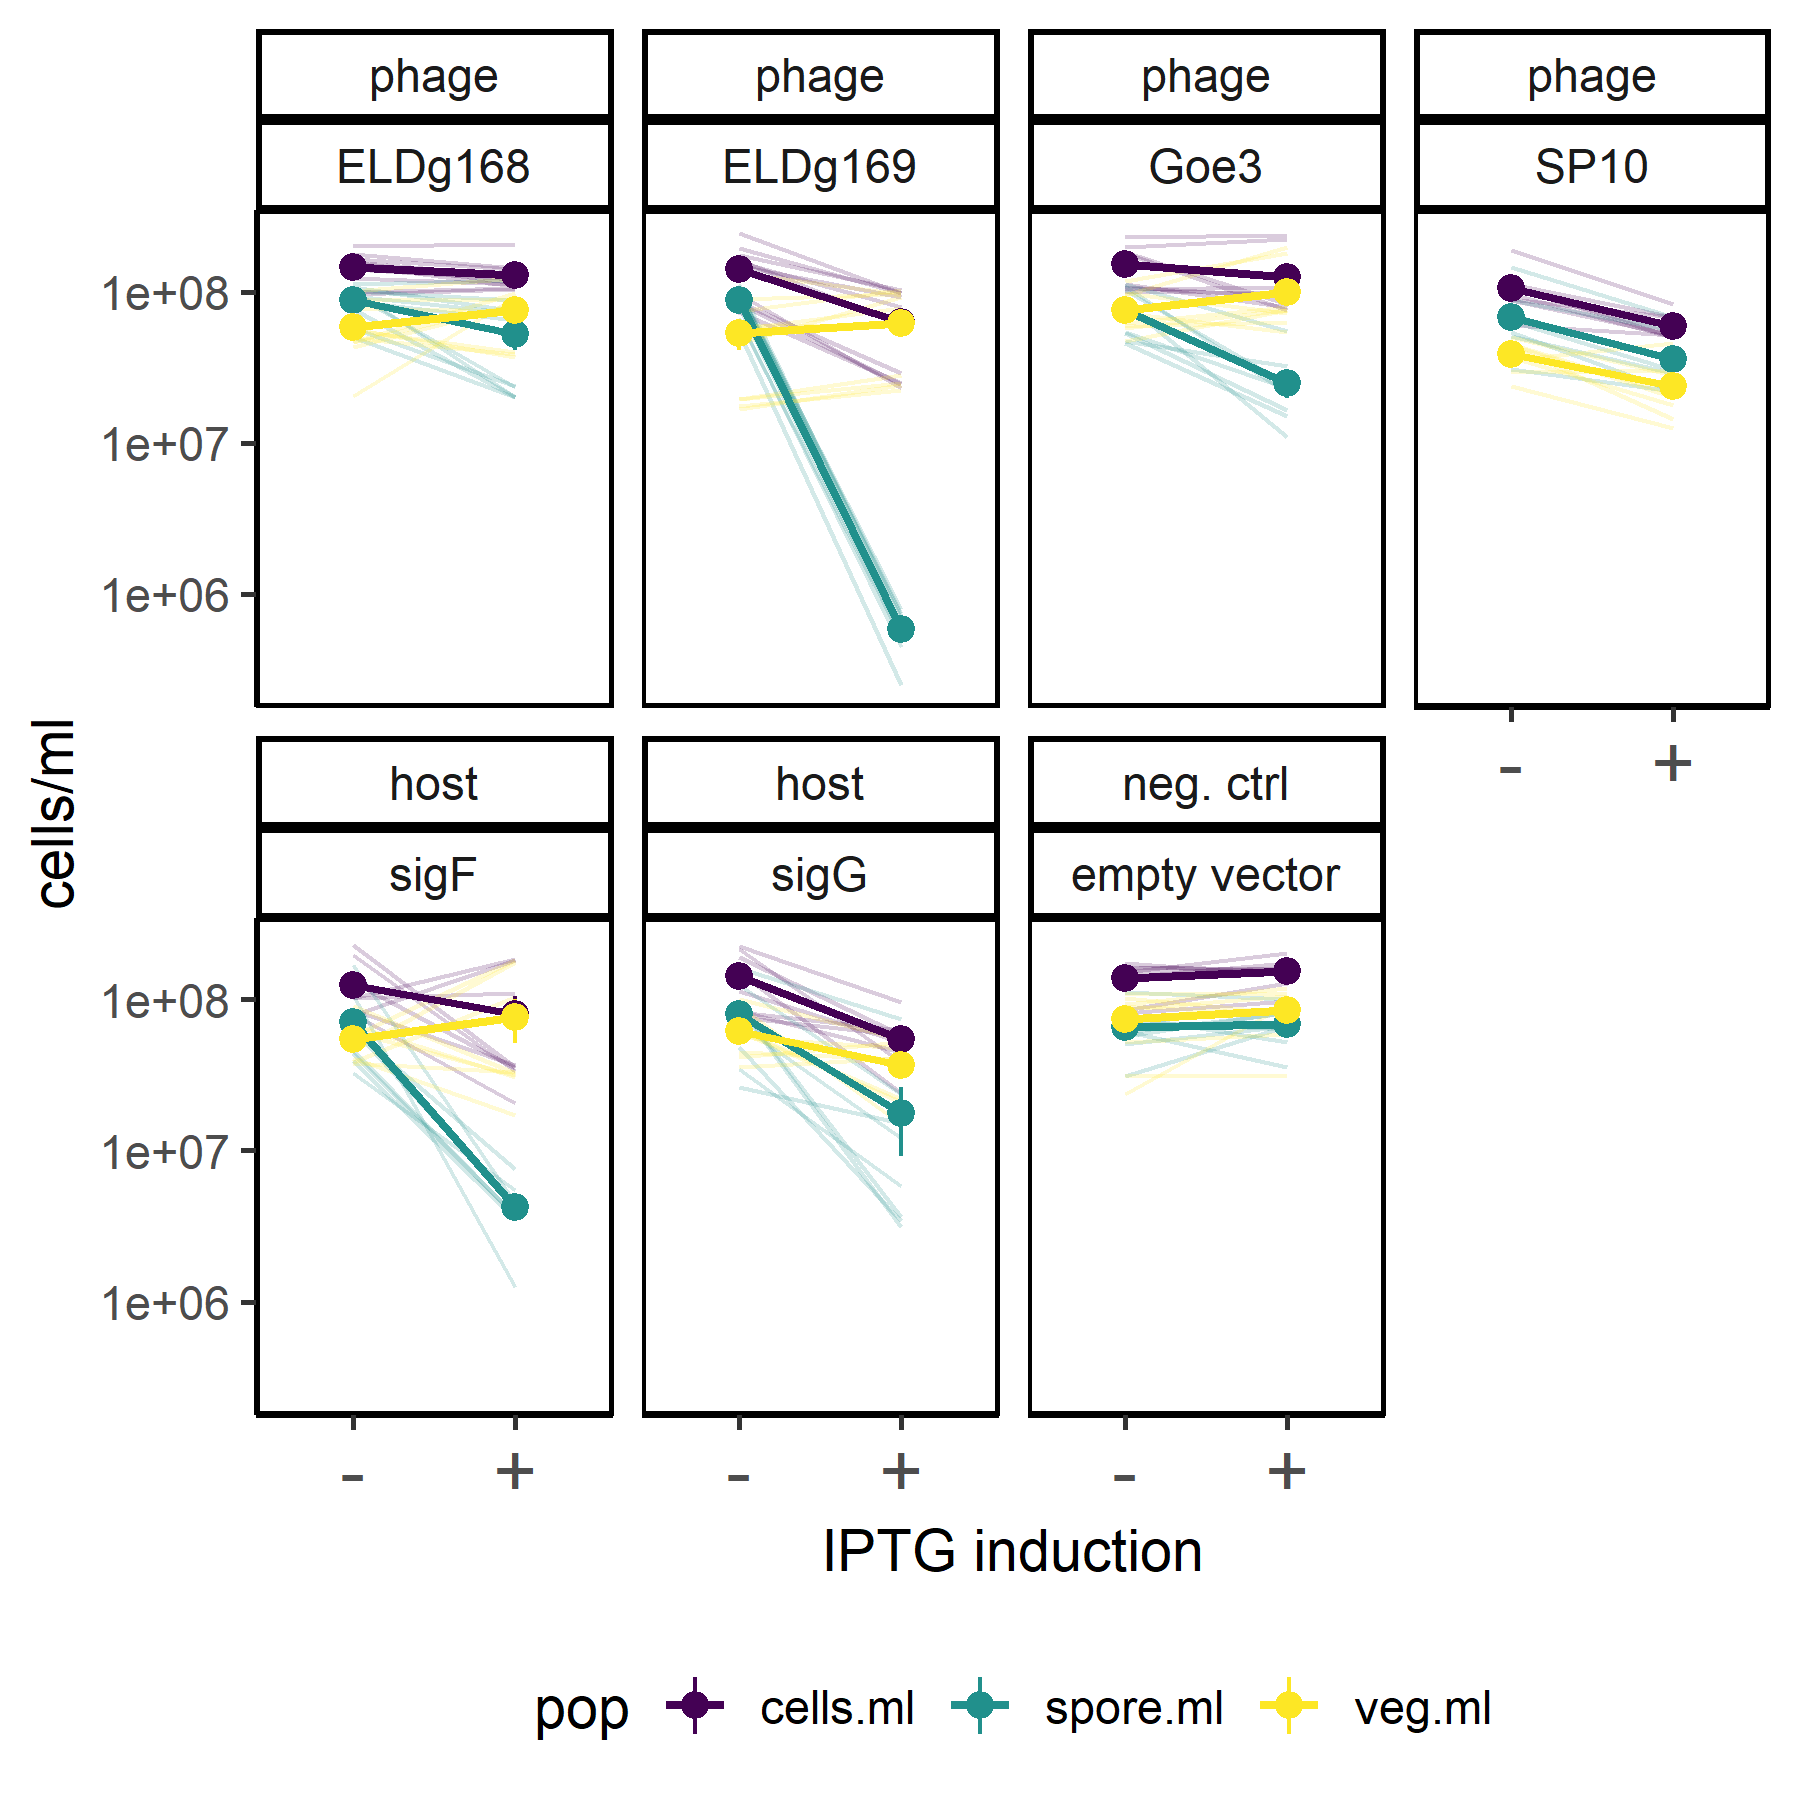 phage phage phage phage
ELDg168 ELDg169 Goe3 SP10
1e+08
1e+07
1e+06
- +
cells/ml
host host neg. ctrl
sigF sigG empty vector
1e+08
1e+07
1e+06
- + - + - +
IPTG induction
pop cells.ml spore.ml veg.ml